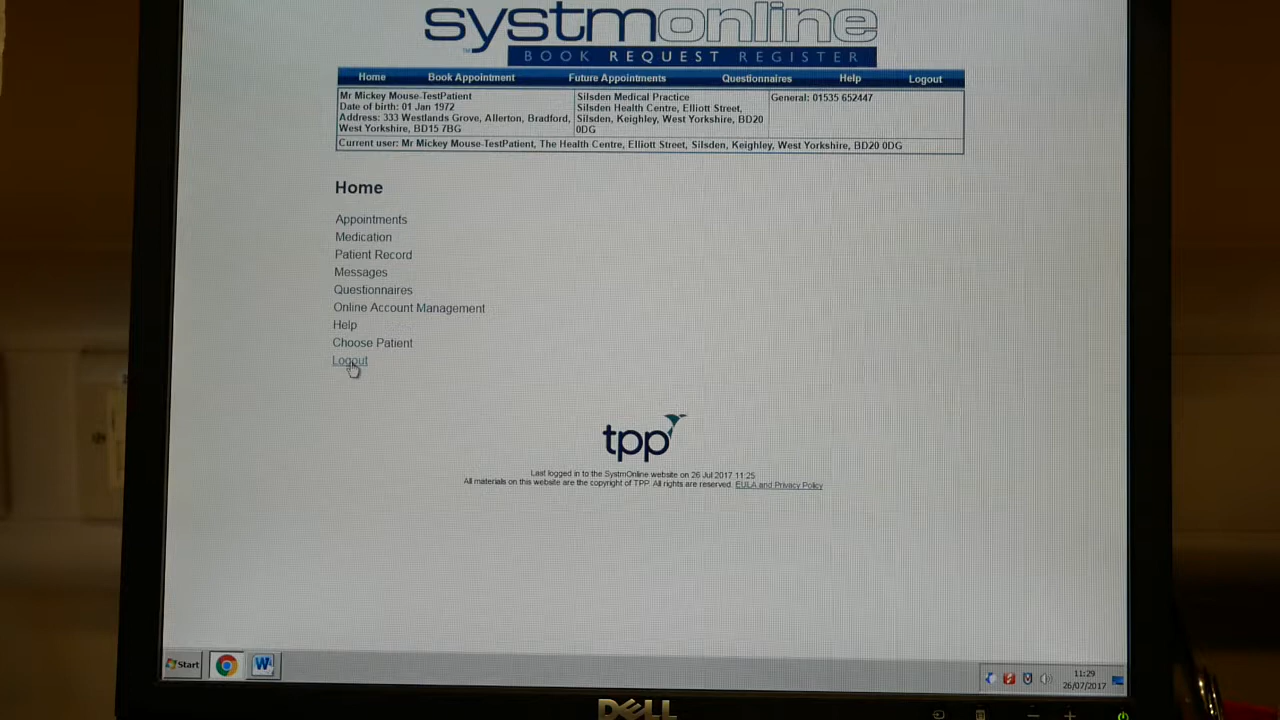 systmonline
TM
BOOK REQUEST REGISTER
Home Book Appointment Future Appointments Questionnaires Help Logout
Mr Mickey Mouse-TestPatient
Date of birth: 01 Jan 1972
Address: 333 Westlands Grove, Allerton, Bradford,
West Yorkshire, BD15 7BG
Silsden Medical Practice
Silsden Health Centre, Elliott Street,
Silsden, Keighley, West Yorkshire, BD20
0DG
General: 01535 652447
Current user: Mr Mickey Mouse-TestPatient, The Health Centre, Elliott Street, Silsden, Keighley, West Yorkshire, BD20 0DG
Home
Appointments
Medication
Patient Record
Messages
Questionnaires
Online Account Management
Help
Choose Patient
Logout
tpp
Last logged in to the SystmOnline website on 26 Jul 2017 11:25
All materials on this website are the copyright of TPP. All rights are reserved. EULA and Privacy Policy
Start
W
11:29
26/07/2017
DELL